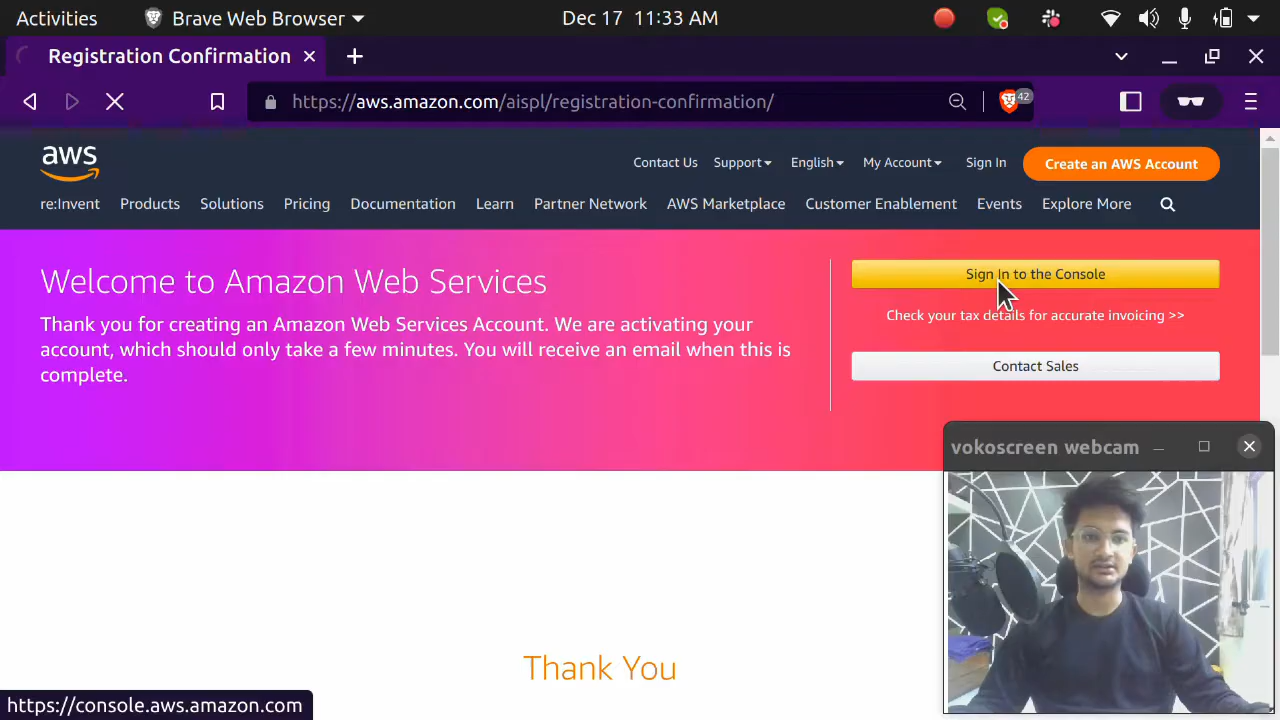 Activities
Brave Web Browser
Dec 17 11:33 AM
Registration Confirmation
https://aws.amazon.com/aispl/registration-confirmation/
42
aws
Contact Us
Support
English
My Account
Sign In
Create an AWS Account
re:Invent
Products
Solutions
Pricing
Documentation
Learn
Partner Network
AWS Marketplace
Customer Enablement
Events
Explore More
Welcome to Amazon Web Services
Thank you for creating an Amazon Web Services Account. We are activating your
account, which should only take a few minutes. You will receive an email when this is
complete.
Sign In to the Console
Check your tax details for accurate invoicing >>
Contact Sales
vokoscreen webcam
Thank You
https://console.aws.amazon.com